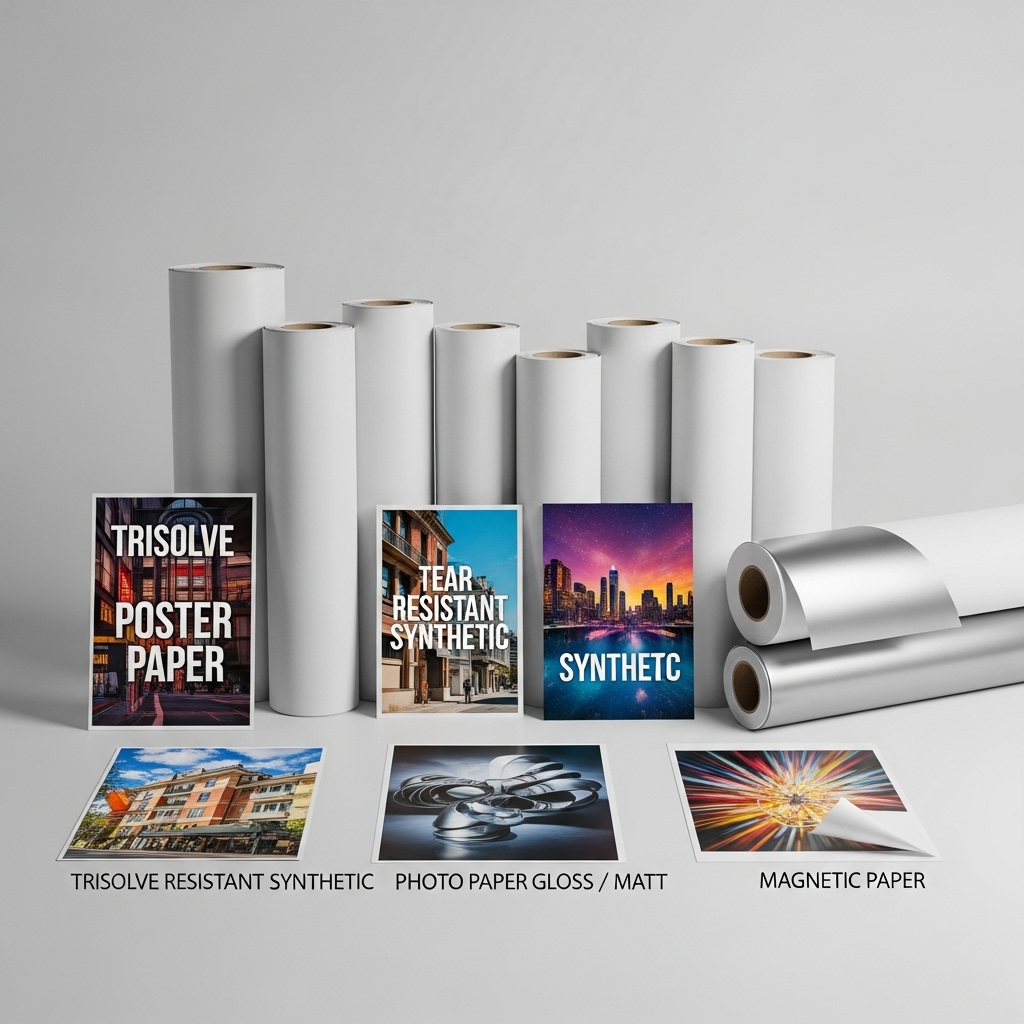 TRISOLVE
POSTER
PAPER
TEAR
RESISTANT
SYNTHETIC
SYNTHETC
TRISOLVE RESISTANT SYNTHETIC
PHOTO PAPER GLOSS / MATT
MAGNETIC PAPER